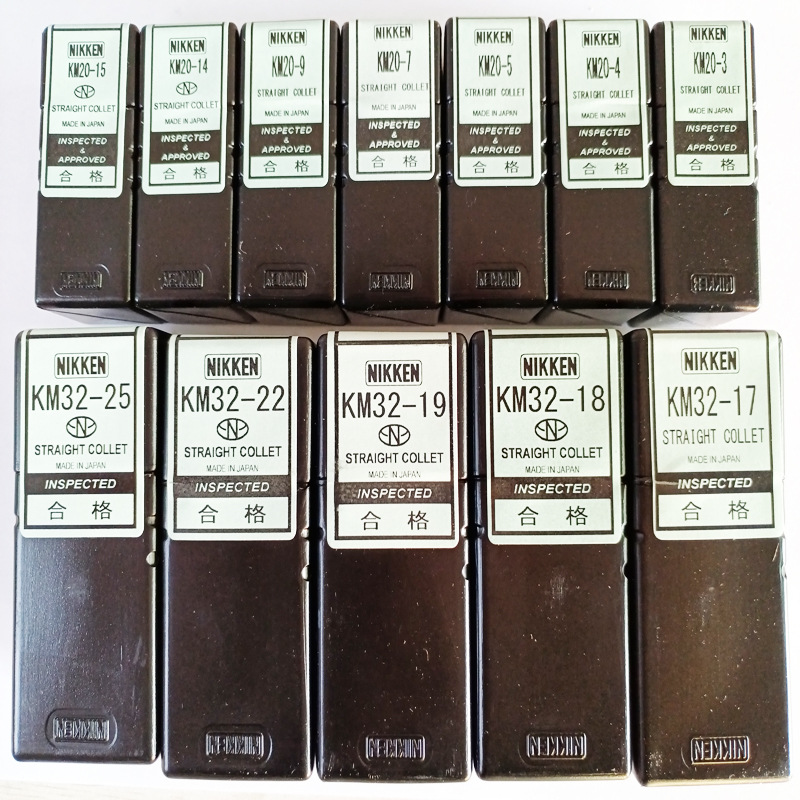 NIKKEN
KM20-15
N
STRAIGHT COLLET
MADE IN JAPAN
INSPECTED
&
APPROVED
合格
NIKKEN
KM20-14
N
STRAIGHT COLLET
MADE IN JAPAN
INSPECTED
&
APPROVED
合格
NIKKEN
KM20-9
STRAIGHT COLLET
MADE IN JAPAN
INSPECTED
&
APPROVED
合格
NIKKEN
KM20-7
STRAIGHT COLLET
MADE IN JAPAN
INSPECTED
&
APPROVED
合格
NIKKEN
KM20-5
STRAIGHT COLLET
MADE IN JAPAN
INSPECTED
&
APPROVED
合格
NIKKEN
KM20-4
STRAIGHT COLLET
MADE IN JAPAN
INSPECTED
&
APPROVED
合格
NIKKEN
KM20-3
STRAIGHT COLLET
MADE IN JAPAN
INSPECTED
&
APPROVED
合格
NIKKEN
NIKKEN
NIKKEN
NIKKEN
NIKKEN
NIKKEN
NIKKEN
NIKKEN
KM32-25
N
STRAIGHT COLLET
MADE IN JAPAN
INSPECTED
合格
NIKKEN
KM32-22
N
STRAIGHT COLLET
MADE IN JAPAN
INSPECTED
合格
NIKKEN
KM32-19
N
STRAIGHT COLLET
MADE IN JAPAN
INSPECTED
合格
NIKKEN
KM32-18
N
STRAIGHT COLLET
MADE IN JAPAN
INSPECTED
合格
NIKKEN
KM32-17
STRAIGHT COLLET
MADE IN JAPAN
INSPECTED
合格
NIKKEN
NIKKEN
NIKKEN
NIKKEN
NIKKEN